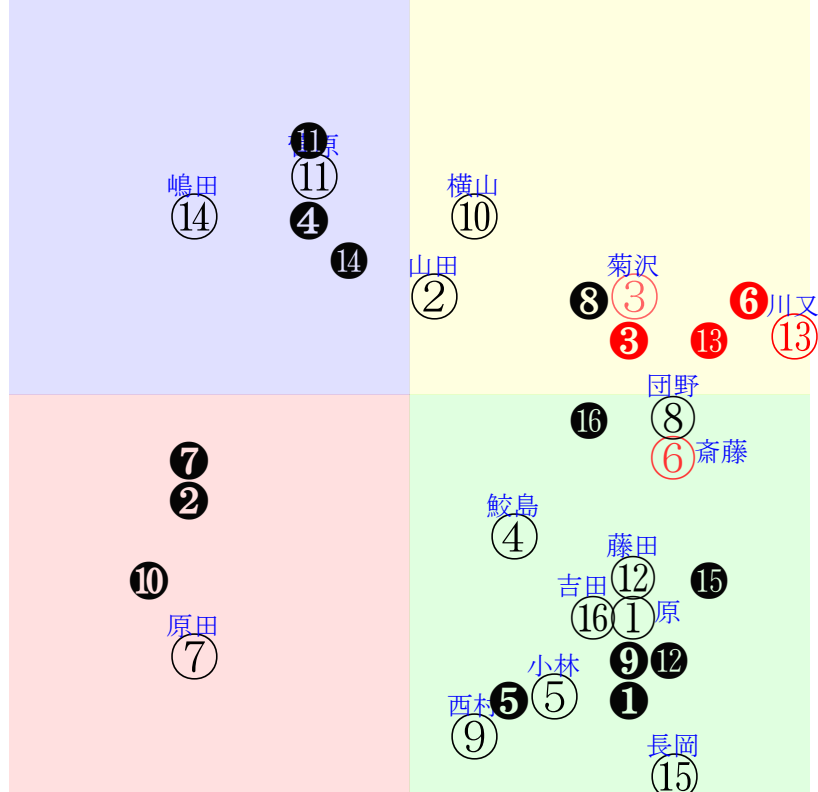 ⓫
原
⑪
嶋田
⑭
❹
⓮
横山
⑩
山田
②
菊沢
❽
③
❻
川又
❸
⓭
⑬
団野
⓰
⑧
⑥
斎藤
❼
❷
鮫島
④
藤田
❿
吉田
⑫
⓯
⑯
①
原
原田
⑦
❾
⓬
小林
西村
❺
⑤
❶
⑨
長岡
⑮